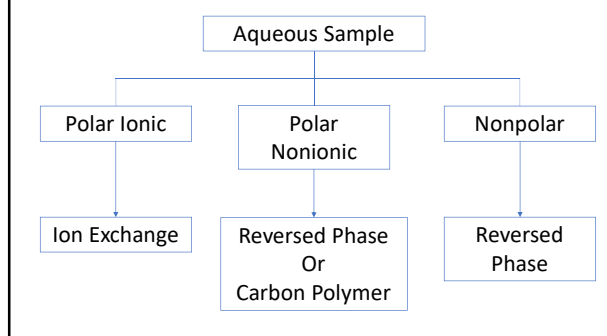 Aqueous Sample
Polar Ionic
Polar
Nonionic
Nonpolar
Ion Exchange
Reversed Phase
Or
Carbon Polymer
Reversed
Phase